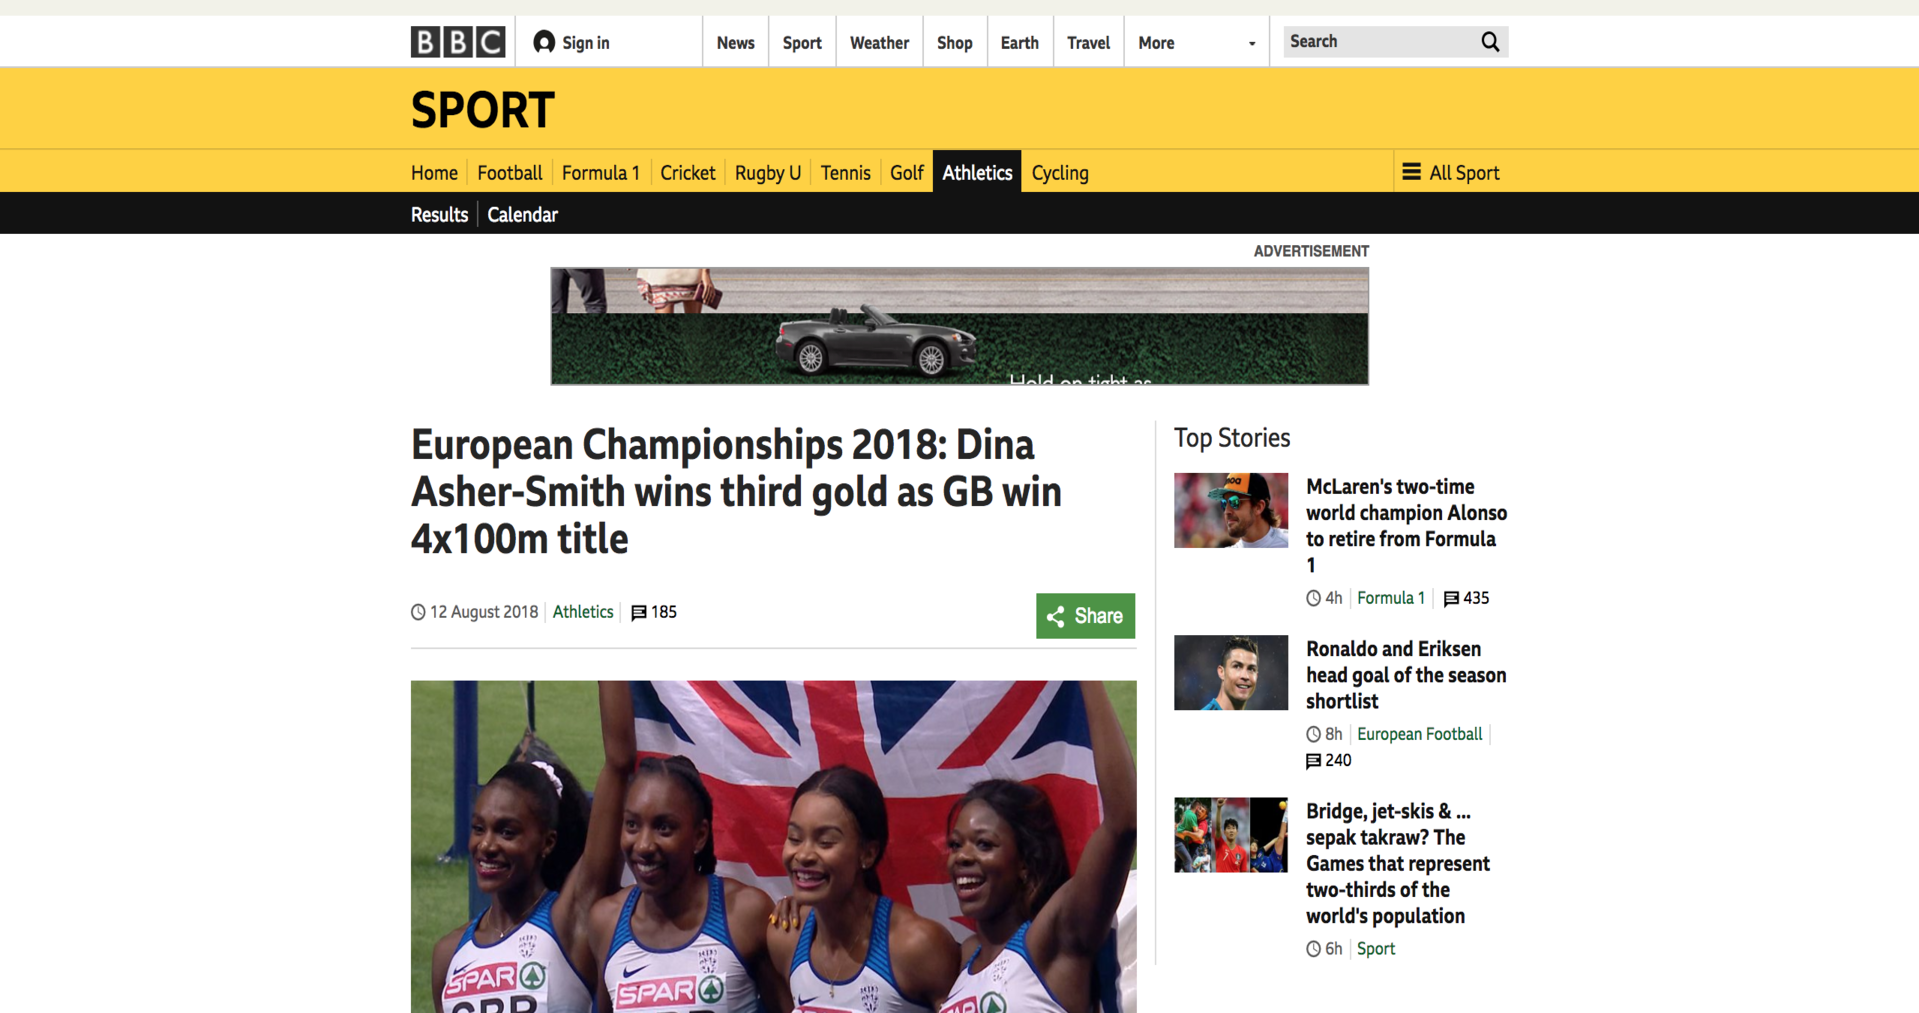 BBC
Sign in
News
Sport
Weather
Shop
Earth
Travel
More
Search
SPORT
Home
Football
Formula 1
Cricket
Rugby U
Tennis
Golf
Athletics
Cycling
All Sport
Results
Calendar
ADVERTISEMENT
Hold on tight as
European Championships 2018: Dina
Asher-Smith wins third gold as GB win
4x100m title
12 August 2018
Athletics
185
Share
SPAR
GBR
SPAR
SPAR
Top Stories
McLaren's two-time
world champion Alonso
to retire from Formula
1
4h
Formula 1
435
Ronaldo and Eriksen
head goal of the season
shortlist
8h
European Football
240
Bridge, jet-skis & ...
sepak takraw? The
Games that represent
two-thirds of the
world's population
6h
Sport